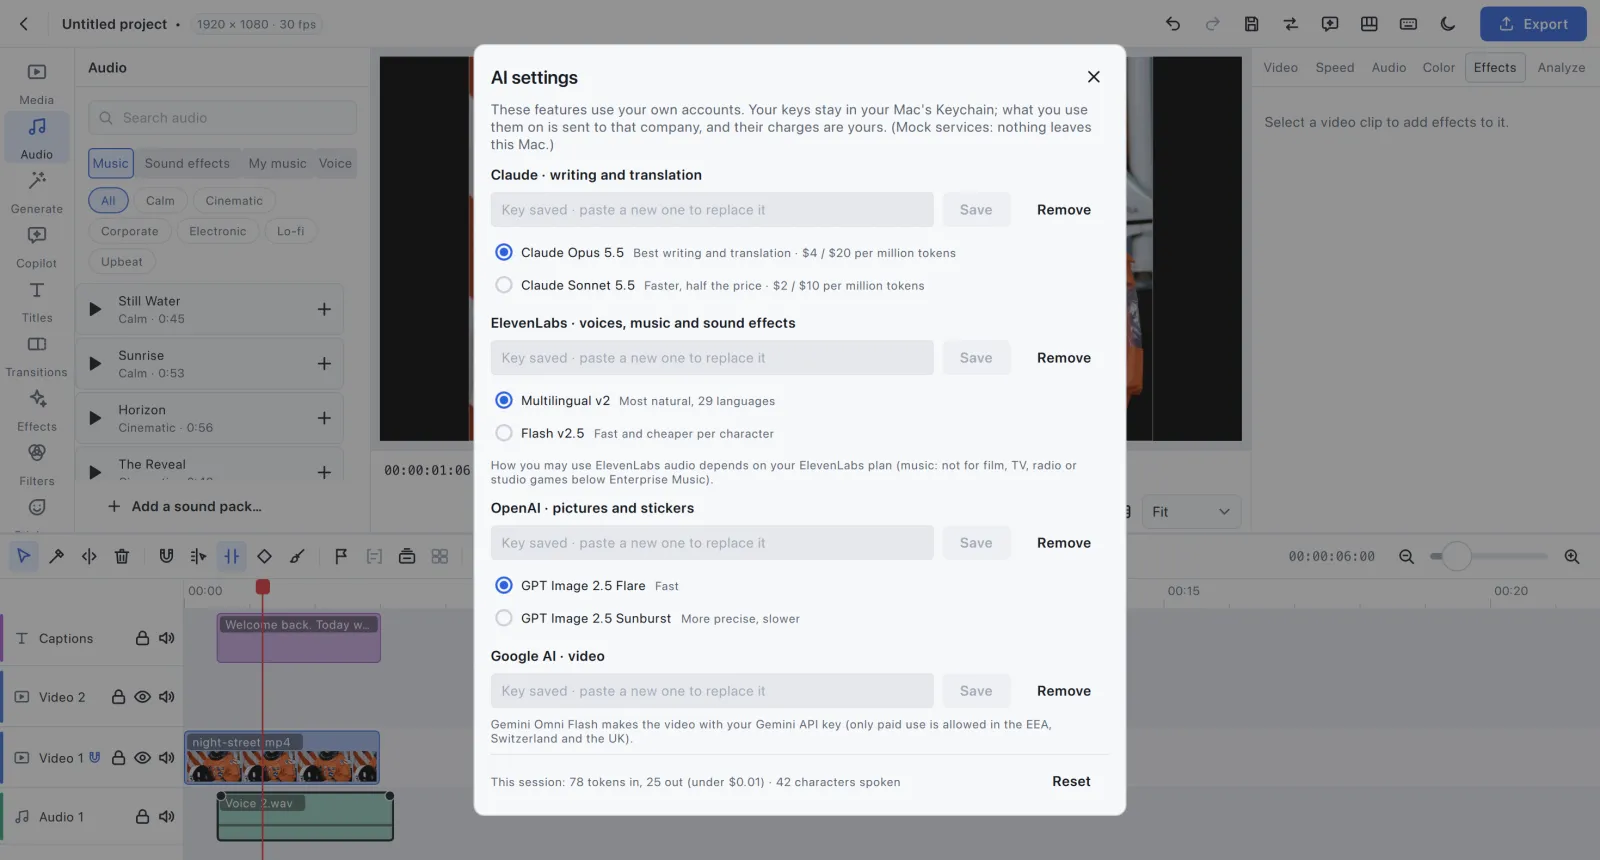 Untitled project •
1920 × 1080 · 30 fps
Export
Media
Audio
Generate
Copilot
Titles
Transitions
Effects
Filters
Audio
Search audio
Music
Sound effects
My music
Voice
All
Calm
Cinematic
Corporate
Electronic
Lo-fi
Upbeat
Still Water
Calm · 0:45
Sunrise
Calm · 0:53
Horizon
Cinematic · 0:56
The Reveal
Add a sound pack...
00:00:01:06
Fit
Video
Speed
Audio
Color
Effects
Analyze
Select a video clip to add effects to it.
AI settings
These features use your own accounts. Your keys stay in your Mac's Keychain; what you use
them on is sent to that company, and their charges are yours. (Mock services: nothing leaves
this Mac.)
Claude · writing and translation
Key saved · paste a new one to replace it
Save
Remove
Claude Opus 5.5 Best writing and translation · $4 / $20 per million tokens
Claude Sonnet 5.5 Faster, half the price · $2 / $10 per million tokens
ElevenLabs · voices, music and sound effects
Key saved · paste a new one to replace it
Save
Remove
Multilingual v2 Most natural, 29 languages
Flash v2.5 Fast and cheaper per character
How you may use ElevenLabs audio depends on your ElevenLabs plan (music: not for film, TV, radio or
studio games below Enterprise Music).
OpenAI · pictures and stickers
Key saved · paste a new one to replace it
Save
Remove
GPT Image 2.5 Flare Fast
GPT Image 2.5 Sunburst More precise, slower
Google AI · video
Key saved · paste a new one to replace it
Save
Remove
Gemini Omni Flash makes the video with your Gemini API key (only paid use is allowed in the EEA,
Switzerland and the UK).
This session: 78 tokens in, 25 out (under $0.01) · 42 characters spoken
Reset
00:00:06:00
00:00
00:15
00:20
Captions
Welcome back. Today w...
Video 2
Video 1
night-street mp4
Audio 1
Voice 2.wav